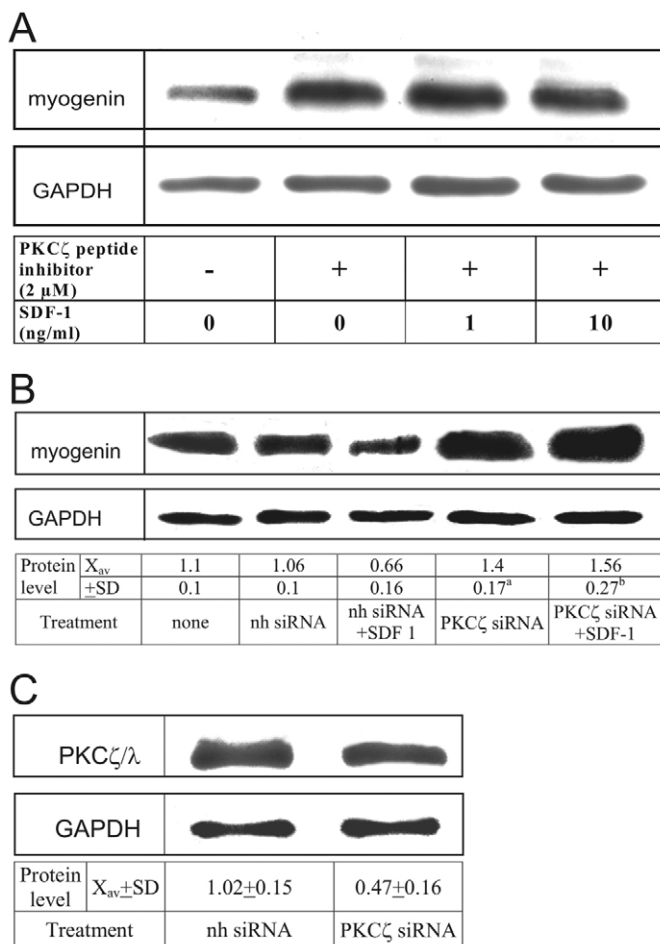 A
myogenin
GAPDH
PKCζ peptide inhibitor (2 µM) - + + +
SDF-1 (ng/ml) 0 0 1 10
B
myogenin
GAPDH
Protein level X_av 1.1 1.06 0.66 1.4 1.56
±SD 0.1 0.1 0.16 0.17ᵃ 0.27ᵇ
Treatment none nh siRNA nh siRNA +SDF 1 PKCζ siRNA PKCζ siRNA +SDF-1
C
PKCζ/λ
GAPDH
Protein level X_av±SD 1.02±0.15 0.47±0.16
Treatment nh siRNA PKCζ siRNA